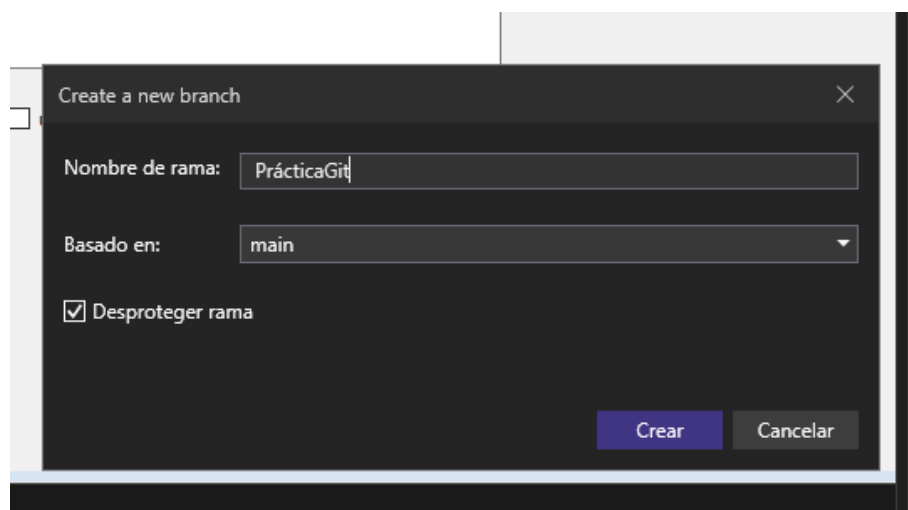 Create a new branch
Nombre de rama: PrácticaGit
Basado en: main
Desproteger rama
Crear Cancelar